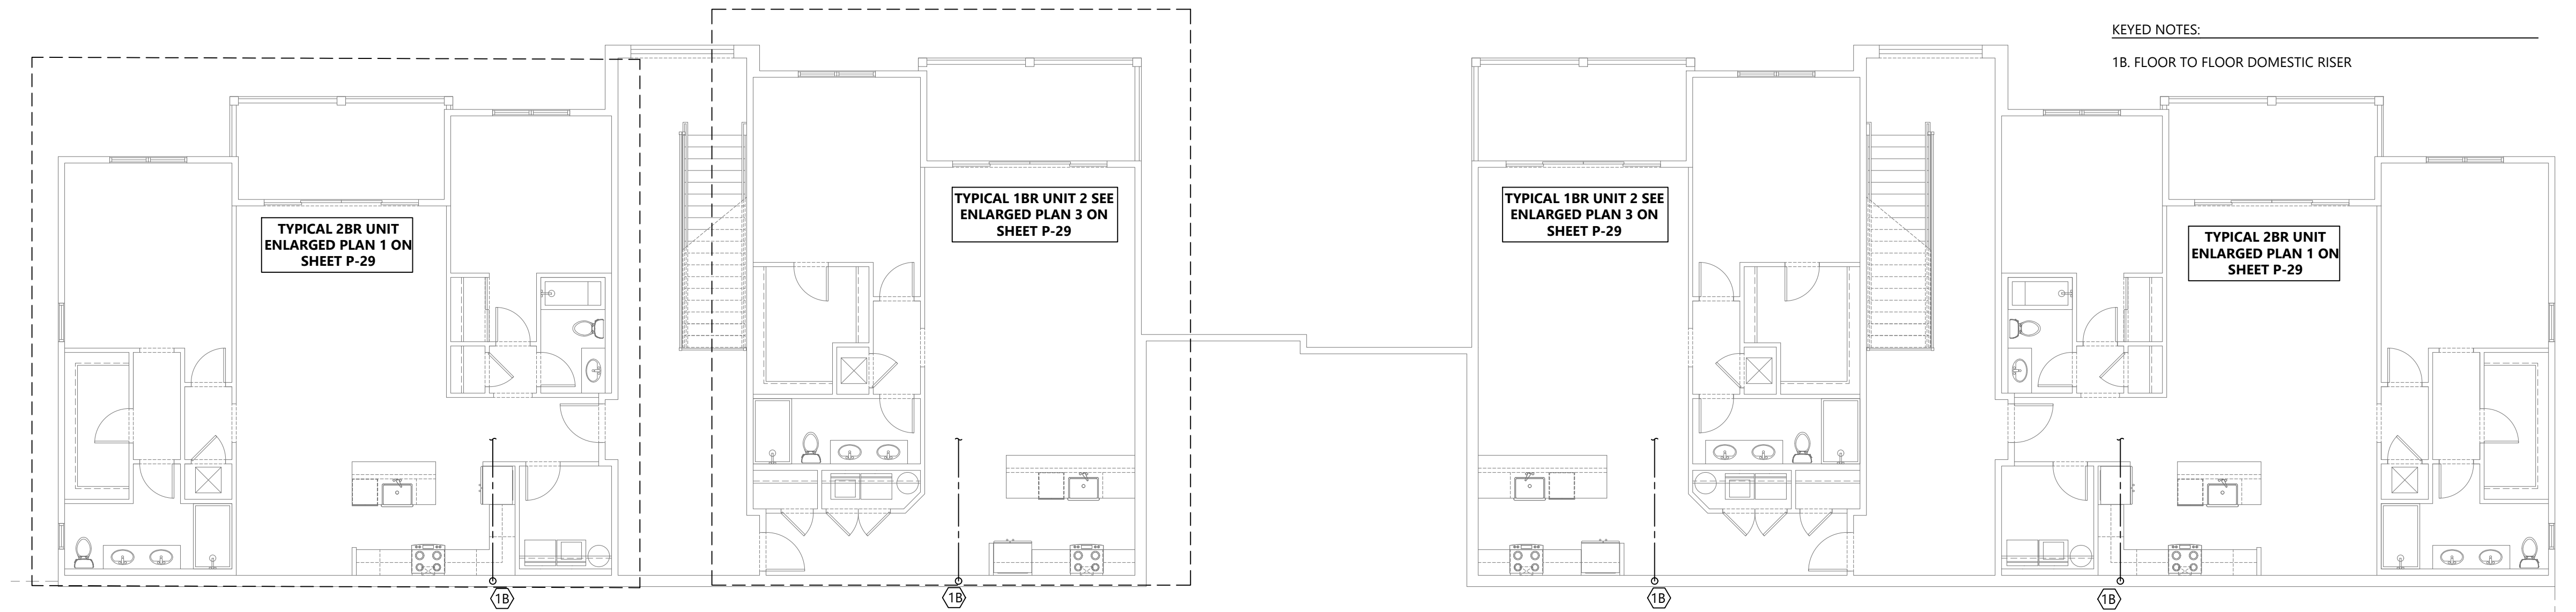 KEYED NOTES:
1B. FLOOR TO FLOOR DOMESTIC RISER
TYPICAL 2BR UNIT
ENLARGED PLAN 1 ON
SHEET P-29
TYPICAL 1BR UNIT 2 SEE
ENLARGED PLAN 3 ON
SHEET P-29
TYPICAL 1BR UNIT 2 SEE
ENLARGED PLAN 3 ON
SHEET P-29
TYPICAL 2BR UNIT
ENLARGED PLAN 1 ON
SHEET P-29
1B
1B
1B
1B